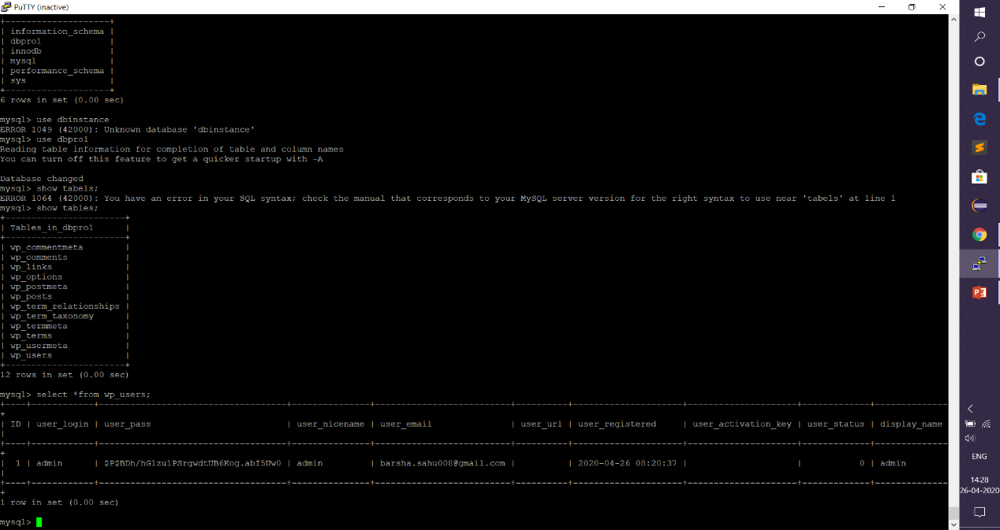 PuTTY (inactive)
+--------------------+
| information_schema |
| dbpro1             |
| innodb             |
| mysql              |
| performance_schema |
| sys                |
+--------------------+
6 rows in set (0.00 sec)
mysql> use dbinstance
ERROR 1049 (42000): Unknown database 'dbinstance'
mysql> use dbpro1
Reading table information for completion of table and column names
You can turn off this feature to get a quicker startup with -A
Database changed
mysql> show tabels;
ERROR 1064 (42000): You have an error in your SQL syntax; check the manual that corresponds to your MySQL server version for the right syntax to use near 'tabels' at line 1
mysql> show tables;
+-----------------------+
| Tables_in_dbpro1      |
+-----------------------+
| wp_commentmeta        |
| wp_comments           |
| wp_links              |
| wp_options            |
| wp_postmeta           |
| wp_posts              |
| wp_term_relationships |
| wp_term_taxonomy      |
| wp_termmeta           |
| wp_terms              |
| wp_usermeta           |
| wp_users              |
+-----------------------+
12 rows in set (0.00 sec)
mysql> select *from wp_users;
+----+------------+------------------------------------+---------------+--------------------------+----------+---------------------+---------------------+-------------+--------------
+
| ID | user_login | user_pass                          | user_nicename | user_email               | user_url | user_registered     | user_activation_key | user_status | display_name
|
+----+------------+------------------------------------+---------------+--------------------------+----------+---------------------+---------------------+-------------+--------------
+
|  1 | admin      | $P$BDh/hG1zu1PSrgwdtUB6Kog.abI5Uw0 | admin         | barsha.sahu008@gmail.com |          | 2020-04-26 08:20:37 |                     |           0 | admin
|
+----+------------+------------------------------------+---------------+--------------------------+----------+---------------------+---------------------+-------------+--------------
+
1 row in set (0.00 sec)
mysql>
ENG
14:28
26-04-2020